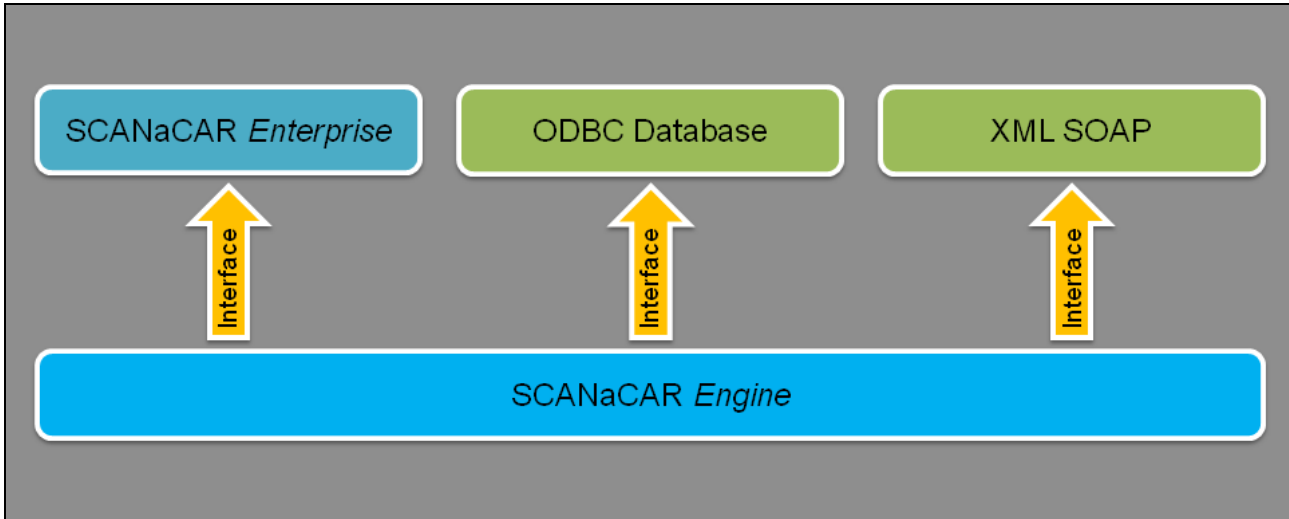 SCANaCAR Enterprise
ODBC Database
XML SOAP
Interface
Interface
Interface
SCANaCAR Engine